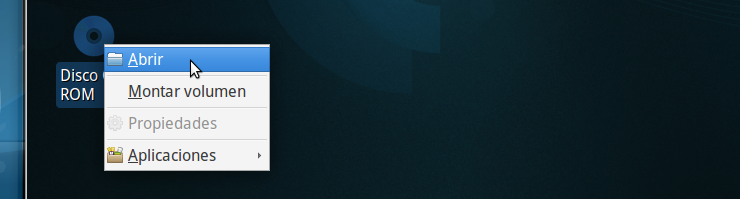 Abrir
Disco
ROM
Montar volumen
Propiedades
Aplicaciones